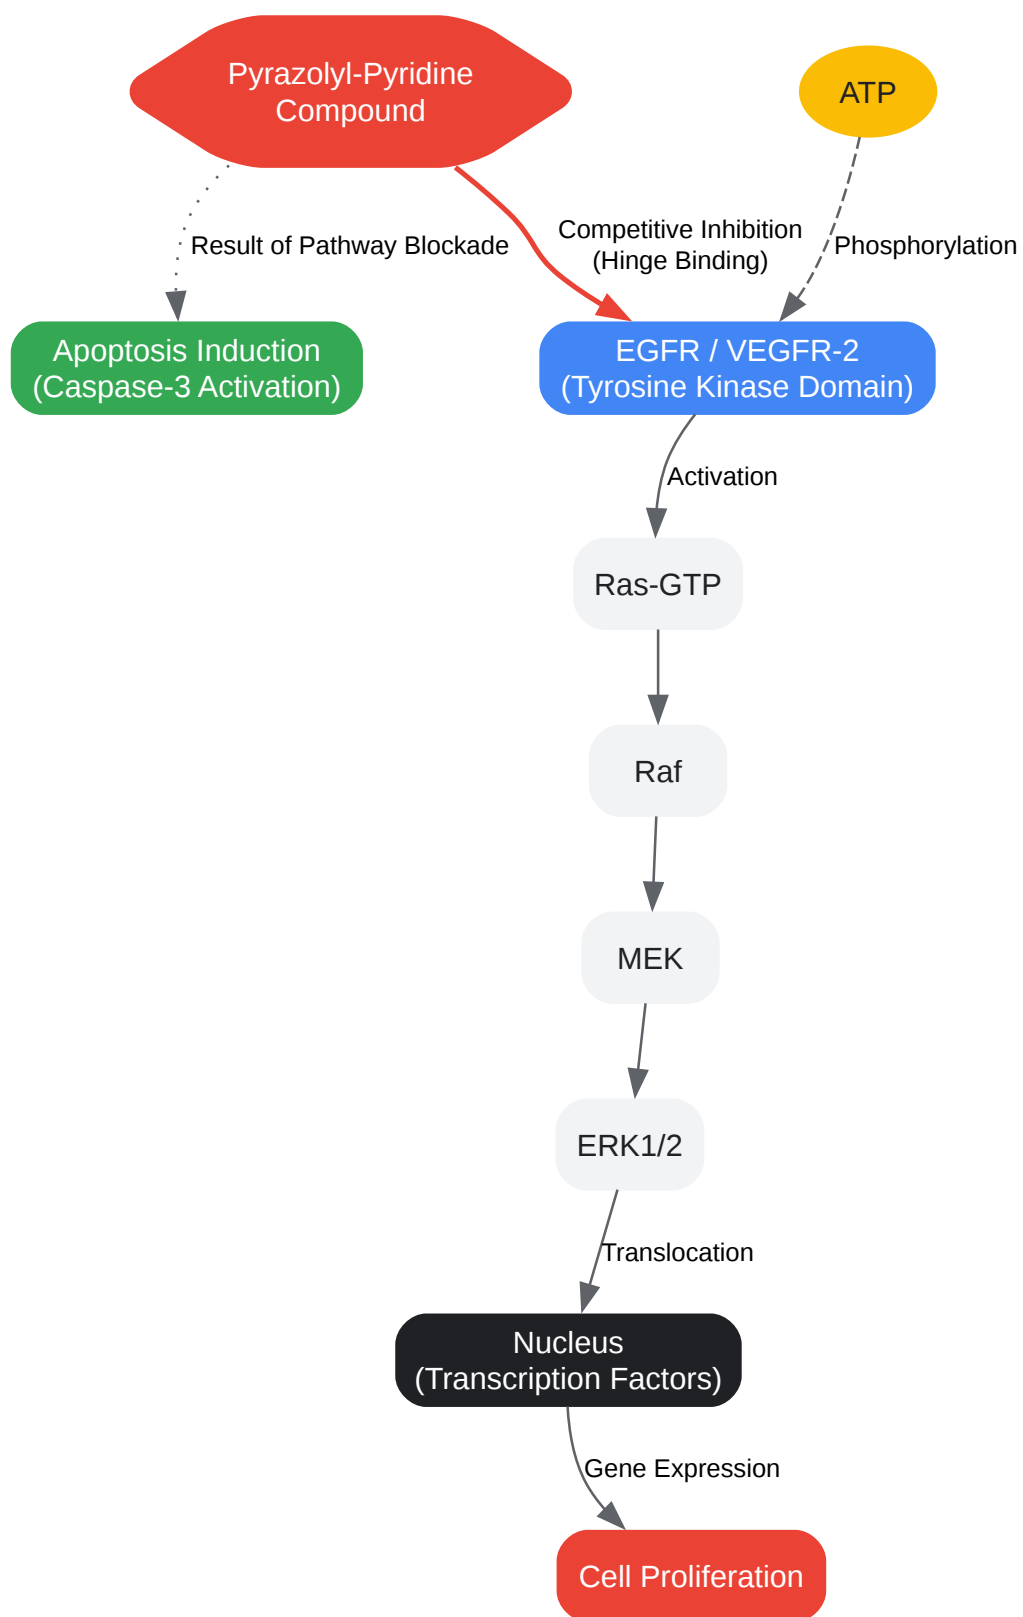 Pyrazolyl-Pyridine
Compound
ATP
Result of Pathway Blockade
Competitive Inhibition
(Hinge Binding)
Phosphorylation
Apoptosis Induction
(Caspase-3 Activation)
EGFR / VEGFR-2
(Tyrosine Kinase Domain)
Activation
Ras-GTP
Raf
MEK
ERK1/2
Translocation
Nucleus
(Transcription Factors)
Gene Expression
Cell Proliferation